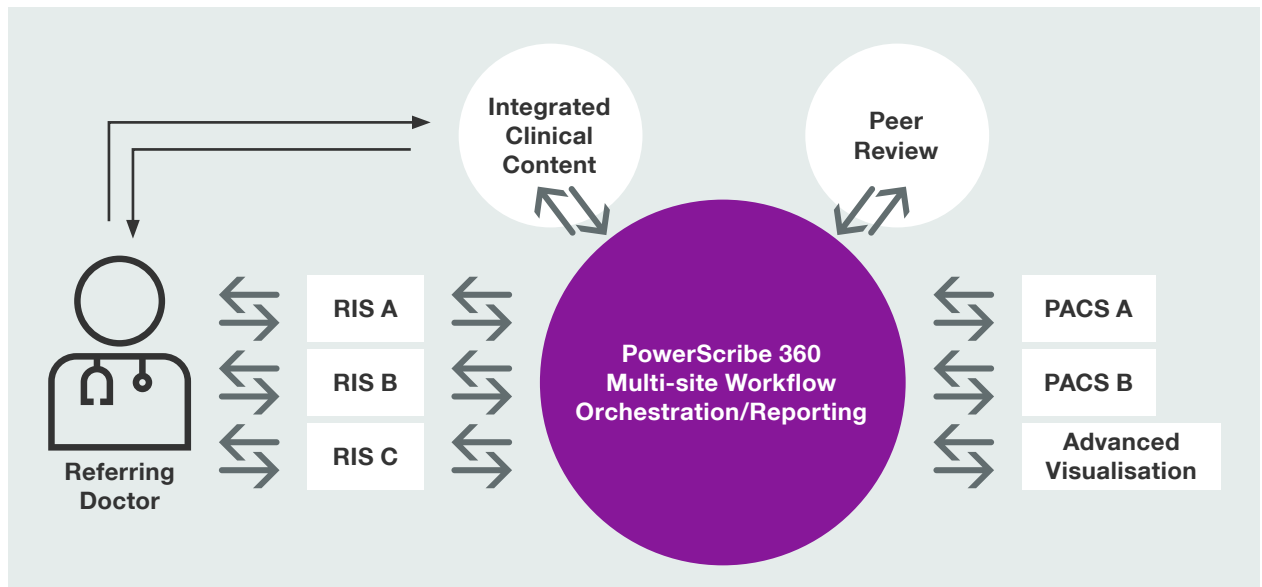 Integrated
Clinical
Content
Peer
Review
RIS A
RIS B
RIS C
Referring
Doctor
PowerScribe 360
Multi-site Workflow
Orchestration/Reporting
PACS A
PACS B
Advanced
Visualisation